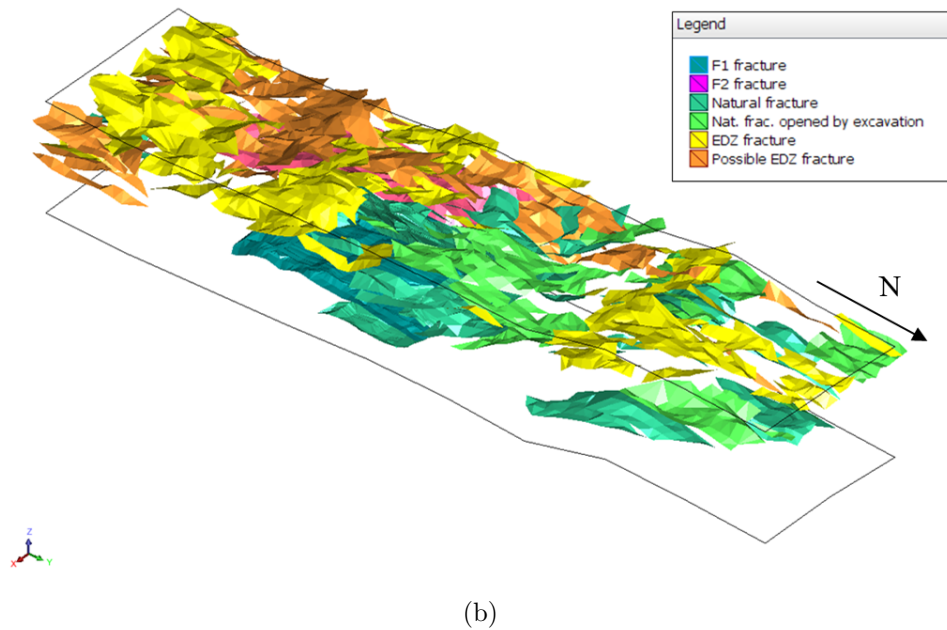 Legend
F1 fracture
F2 fracture
Natural fracture
Nat. frac. opened by excavation
EDZ fracture
Possible EDZ fracture
N
Z
X
Y
(b)